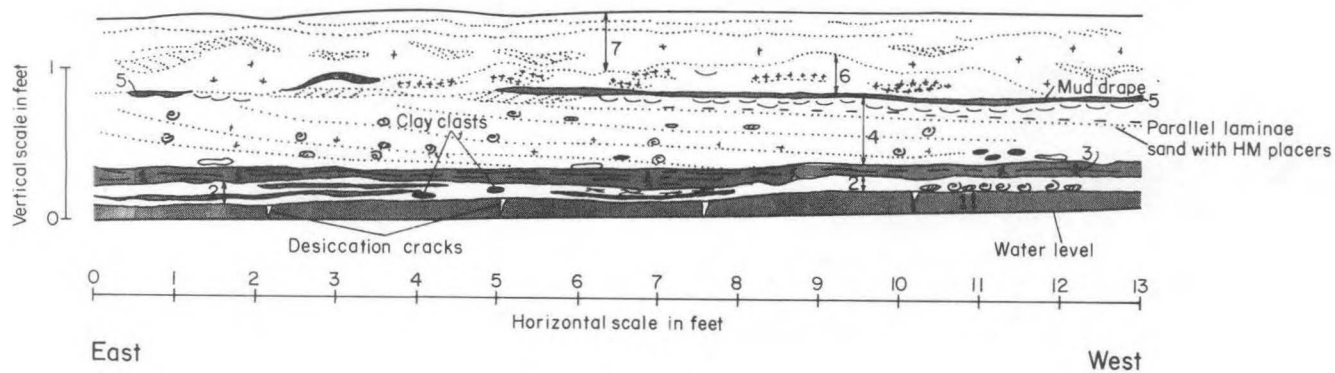 7
1
5
6
Mud drape
5
Clay clasts
4
Parallel laminae
sand with HM placers
3
2
2
Vertical scale in feet
0
Desiccation cracks
Water level
0 1 2 3 4 5 6 7 8 9 10 11 12 13
Horizontal scale in feet
East
West